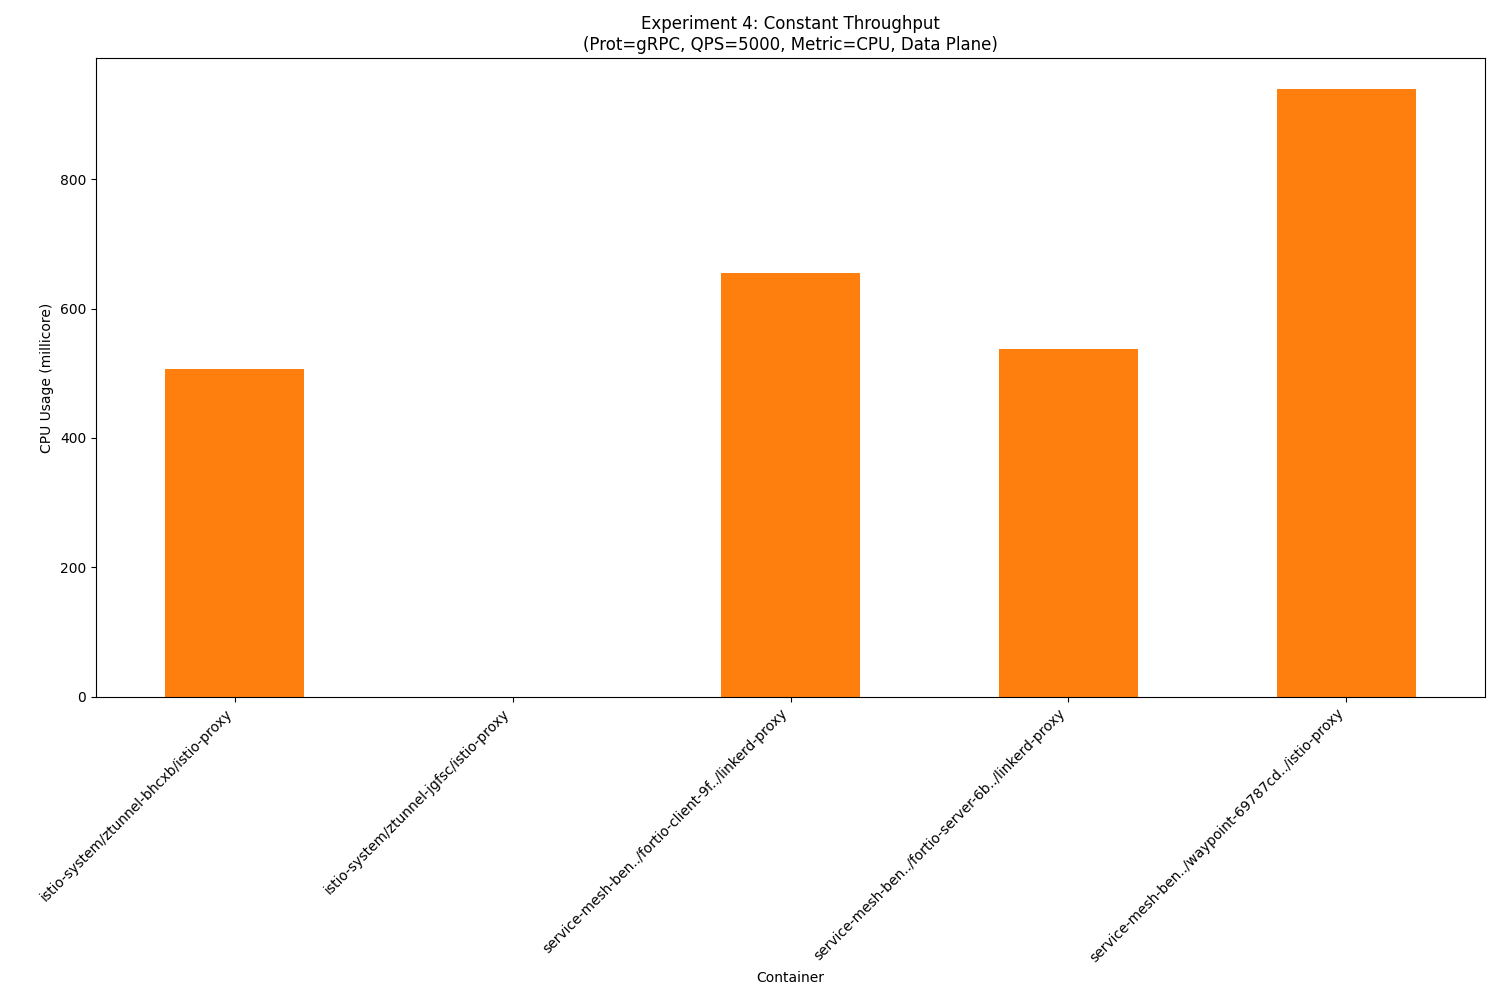 Experiment 4: Constant Throughput
(Prot=gRPC, QPS=5000, Metric=CPU, Data Plane)
CPU Usage (millicore)
800
600
400
200
0
istio-system/ztunnel-bhcxb/istio-proxy
istio-system/ztunnel-jgfsc/istio-proxy
service-mesh-ben../fortio-client-9f../linkerd-proxy
service-mesh-ben../fortio-server-6b../linkerd-proxy
service-mesh-ben../waypoint-69787cd../istio-proxy
Container